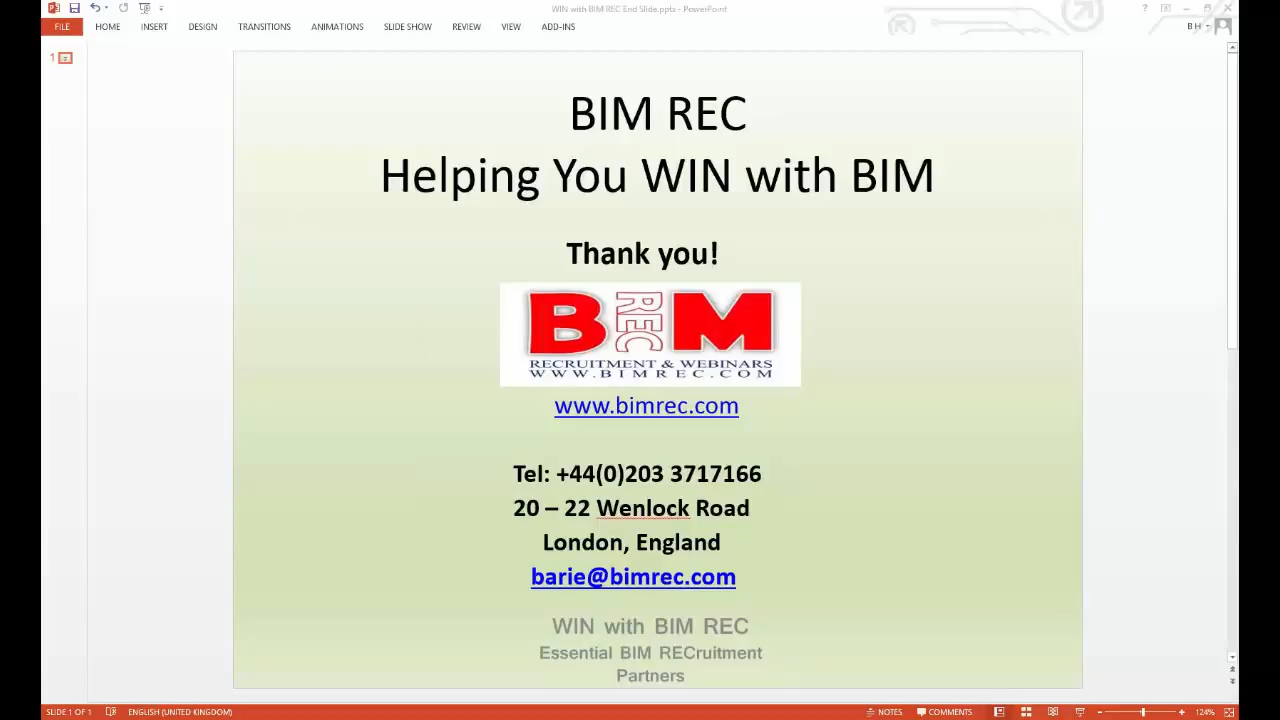 WIN with BIM REC End Slide.pptx - PowerPoint
FILE HOME INSERT DESIGN TRANSITIONS ANIMATIONS SLIDE SHOW REVIEW VIEW ADD-INS
B H
1
BIM REC
Helping You WIN with BIM
Thank you!
B REC M
RECRUITMENT & WEBINARS
WWW.BIMREC.COM
www.bimrec.com
Tel: +44(0)203 3717166
20 – 22 Wenlock Road
London, England
barie@bimrec.com
WIN with BIM REC
Essential BIM RECruitment
Partners
SLIDE 1 OF 1 ENGLISH (UNITED KINGDOM) NOTES COMMENTS 124%